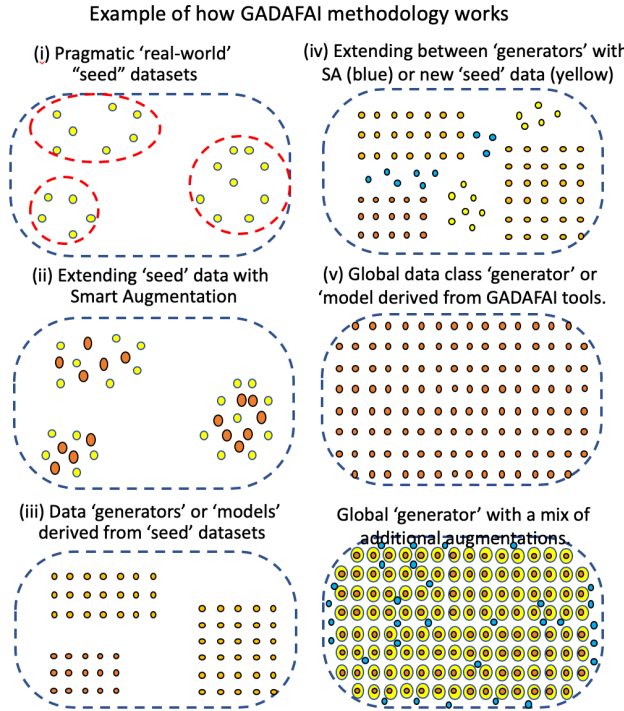 Example of how GADAFAI methodology works
(i) Pragmatic ‘real-world’
“seed” datasets
(ii) Extending ‘seed’ data with
Smart Augmentation
(iii) Data ‘generators’ or ‘models’
derived from ‘seed’ datasets
(iv) Extending between ‘generators’ with
SA (blue) or new ‘seed’ data (yellow)
(v) Global data class ‘generator’ or
‘model derived from GADAFAI tools.
Global ‘generator’ with a mix of
additional augmentations.